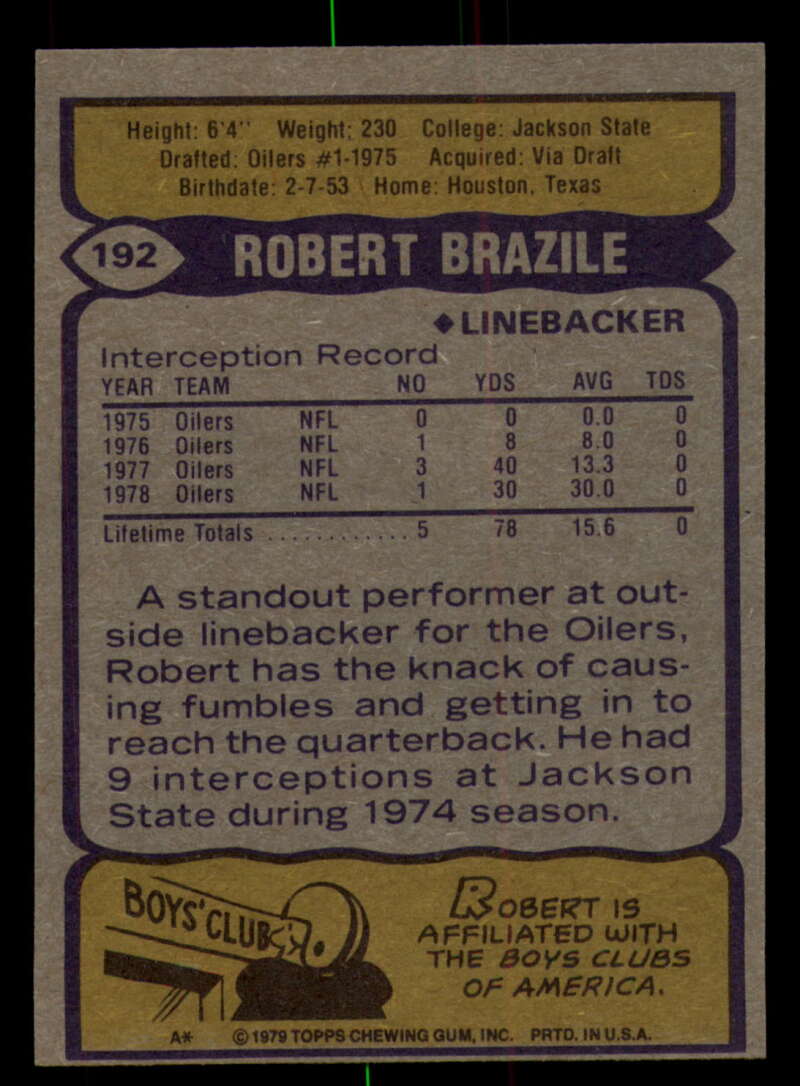 Height: 6'4" Weight: 230 College: Jackson State
Drafted: Oilers #1-1975 Acquired: Via Draft
Birthdate: 2-7-53 Home: Houston, Texas
192 ROBERT BRAZILE
♦LINEBACKER
Interception Record
YEAR TEAM NO YDS AVG TDS
1975 Oilers NFL 0 0 0.0 0
1976 Oilers NFL 1 8 8.0 0
1977 Oilers NFL 3 40 13.3 0
1978 Oilers NFL 1 30 30.0 0
Lifetime Totals ............ 5 78 15.6 0
A standout performer at out-
side linebacker for the Oilers,
Robert has the knack of caus-
ing fumbles and getting in to
reach the quarterback. He had
9 interceptions at Jackson
State during 1974 season.
BOYS' CLUB
ROBERT IS
AFFILIATED WITH
THE BOYS CLUBS
OF AMERICA.
A* © 1979 TOPPS CHEWING GUM, INC. PRTD. IN U.S.A.